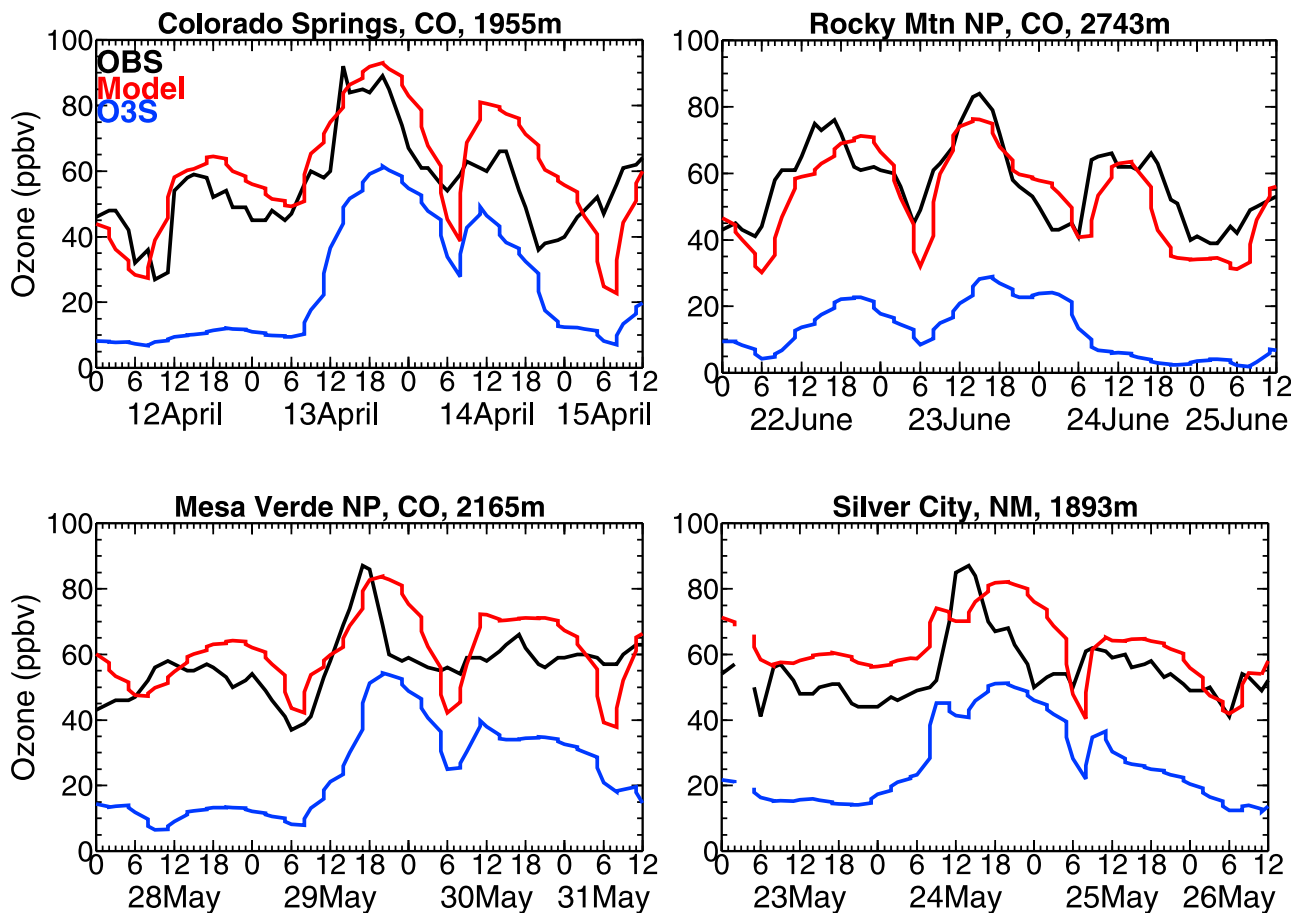 Colorado Springs, CO, 1955m
100
80
60
40
20
0
Ozone (ppbv)
OBS
Model
O3S
0 6 12 18 0 6 12 18 0 6 12 18 0 6 12
12April 13April 14April 15April
Rocky Mtn NP, CO, 2743m
100
80
60
40
20
0
0 6 12 18 0 6 12 18 0 6 12 18 0 6 12
22June 23June 24June 25June
Mesa Verde NP, CO, 2165m
100
80
60
40
20
0
Ozone (ppbv)
0 6 12 18 0 6 12 18 0 6 12 18 0 6 12
28May 29May 30May 31May
Silver City, NM, 1893m
100
80
60
40
20
0
0 6 12 18 0 6 12 18 0 6 12 18 0 6 12
23May 24May 25May 26May